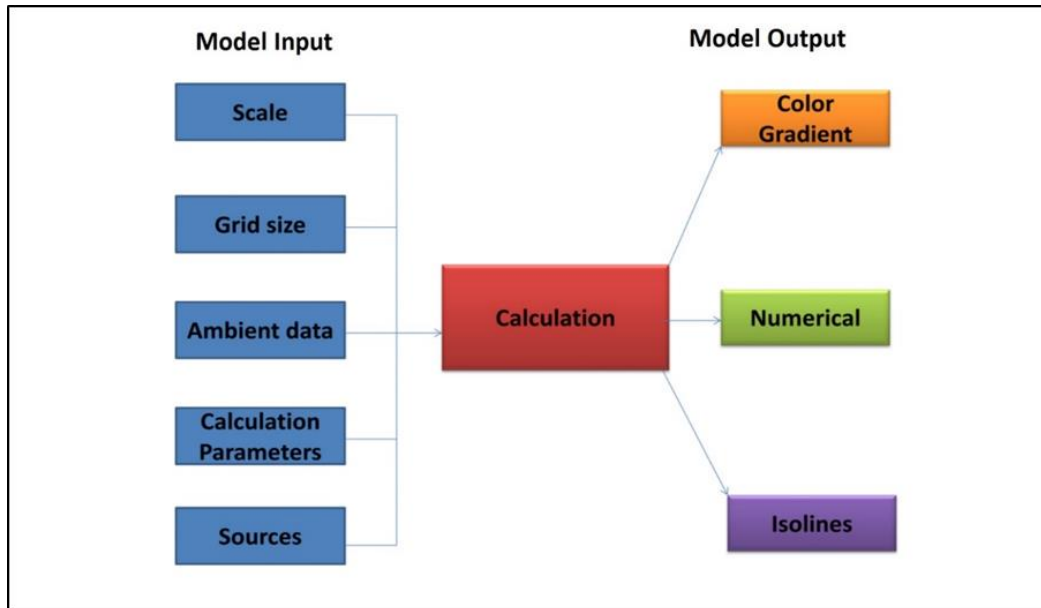 Model Input
Scale
Grid size
Ambient data
Calculation
Parameters
Sources
Calculation
Model Output
Color
Gradient
Numerical
Isolines